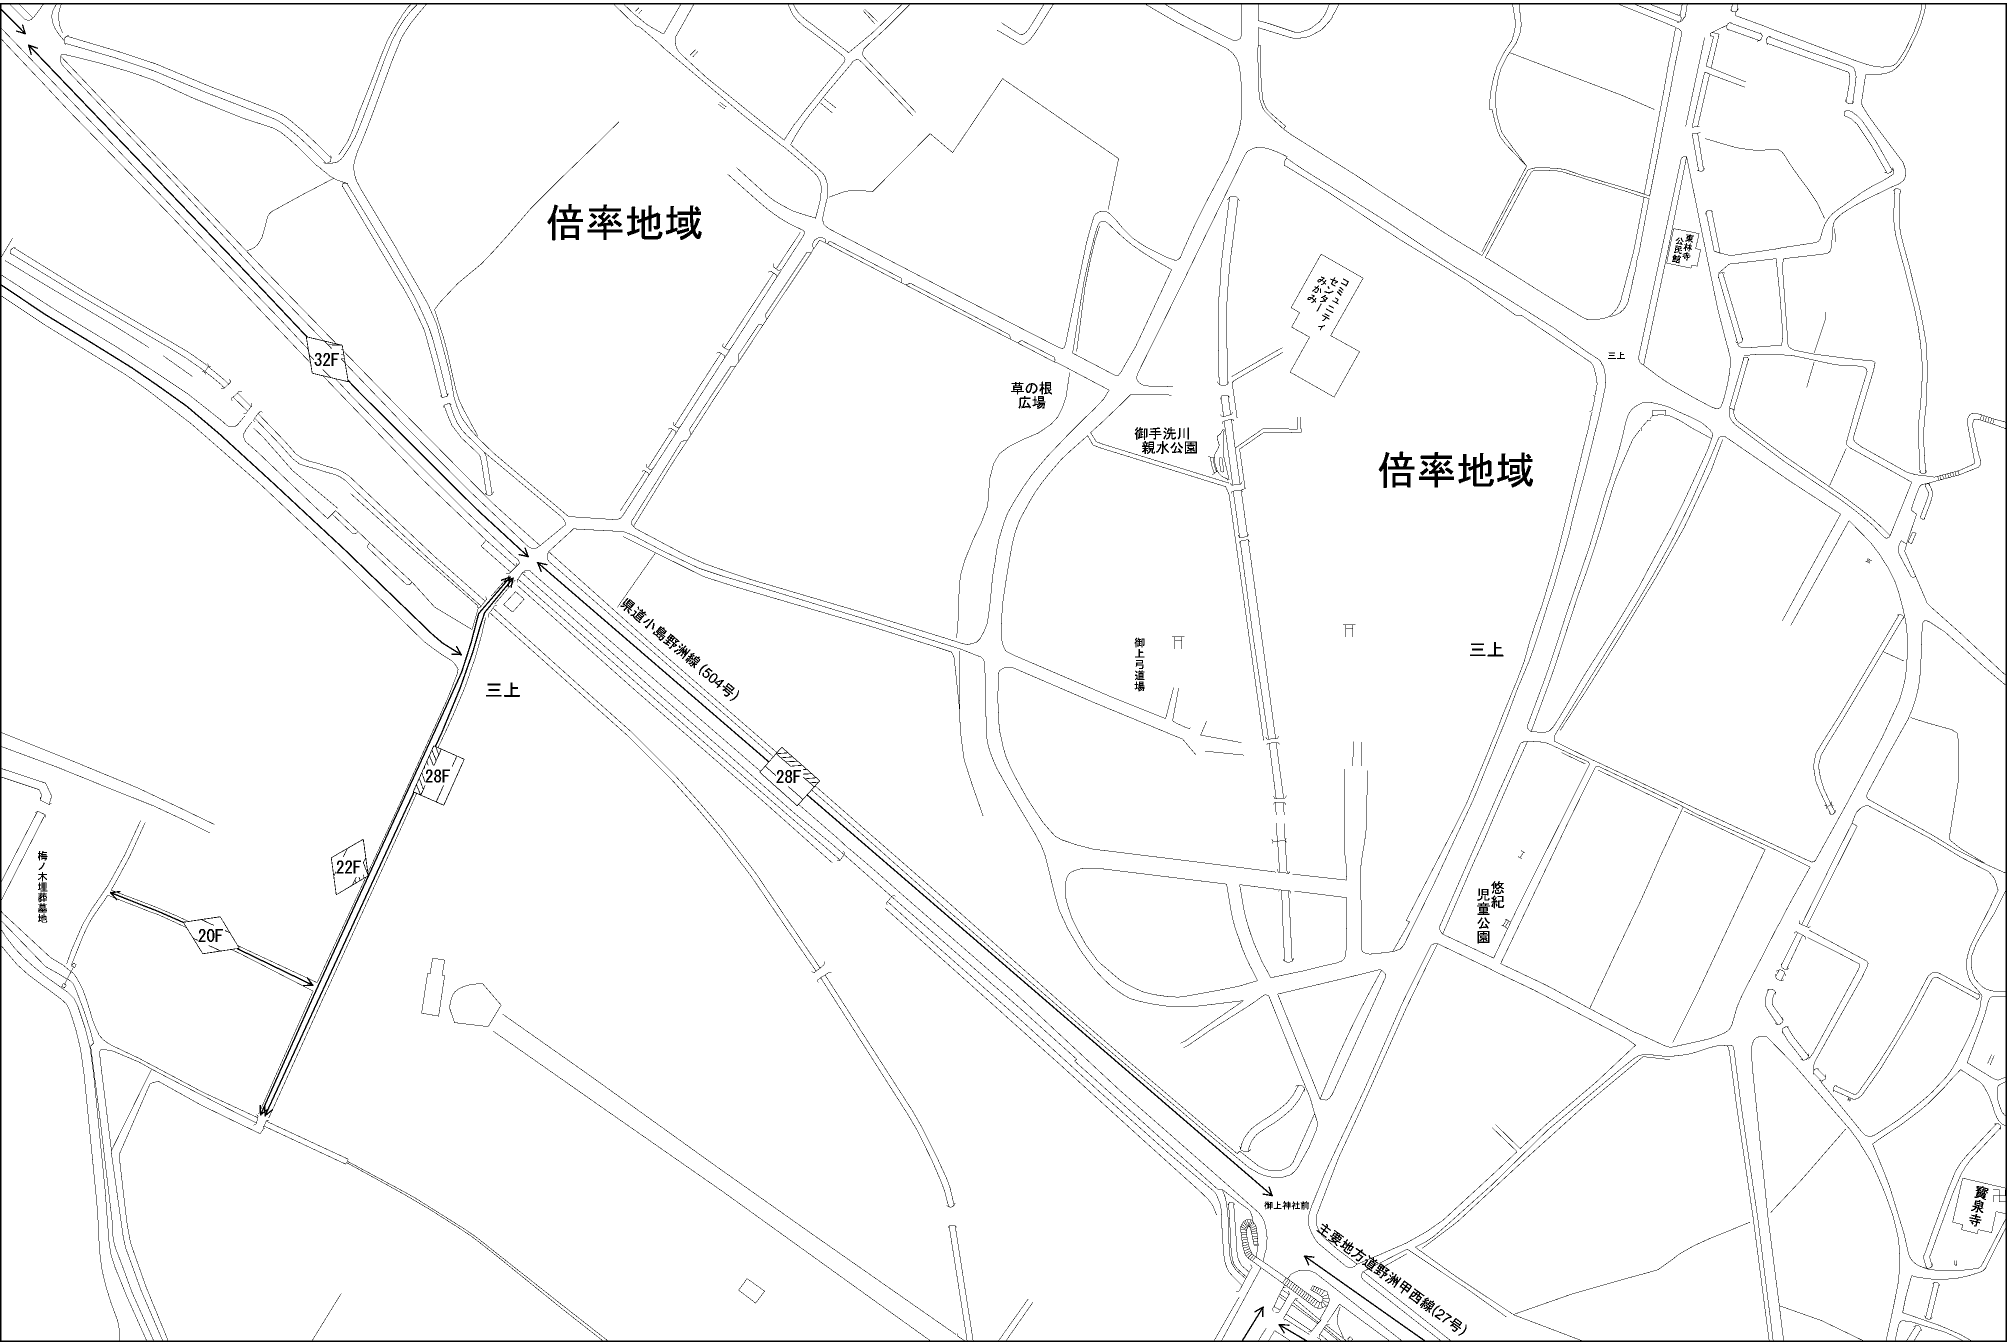 倍率地域
東林寺
公民館
コミュニティ
センター
みかみ
三上
32F
草の根
広場
御手洗川
親水公園
倍率地域
県道小島野洲線(504号)
御上弓道場
三上
三上
28F
28F
22F
梅ノ木埋葬墓地
20F
悠紀
児童公園
御上神社前
寳泉寺
主要地方道野洲甲西線(27号)